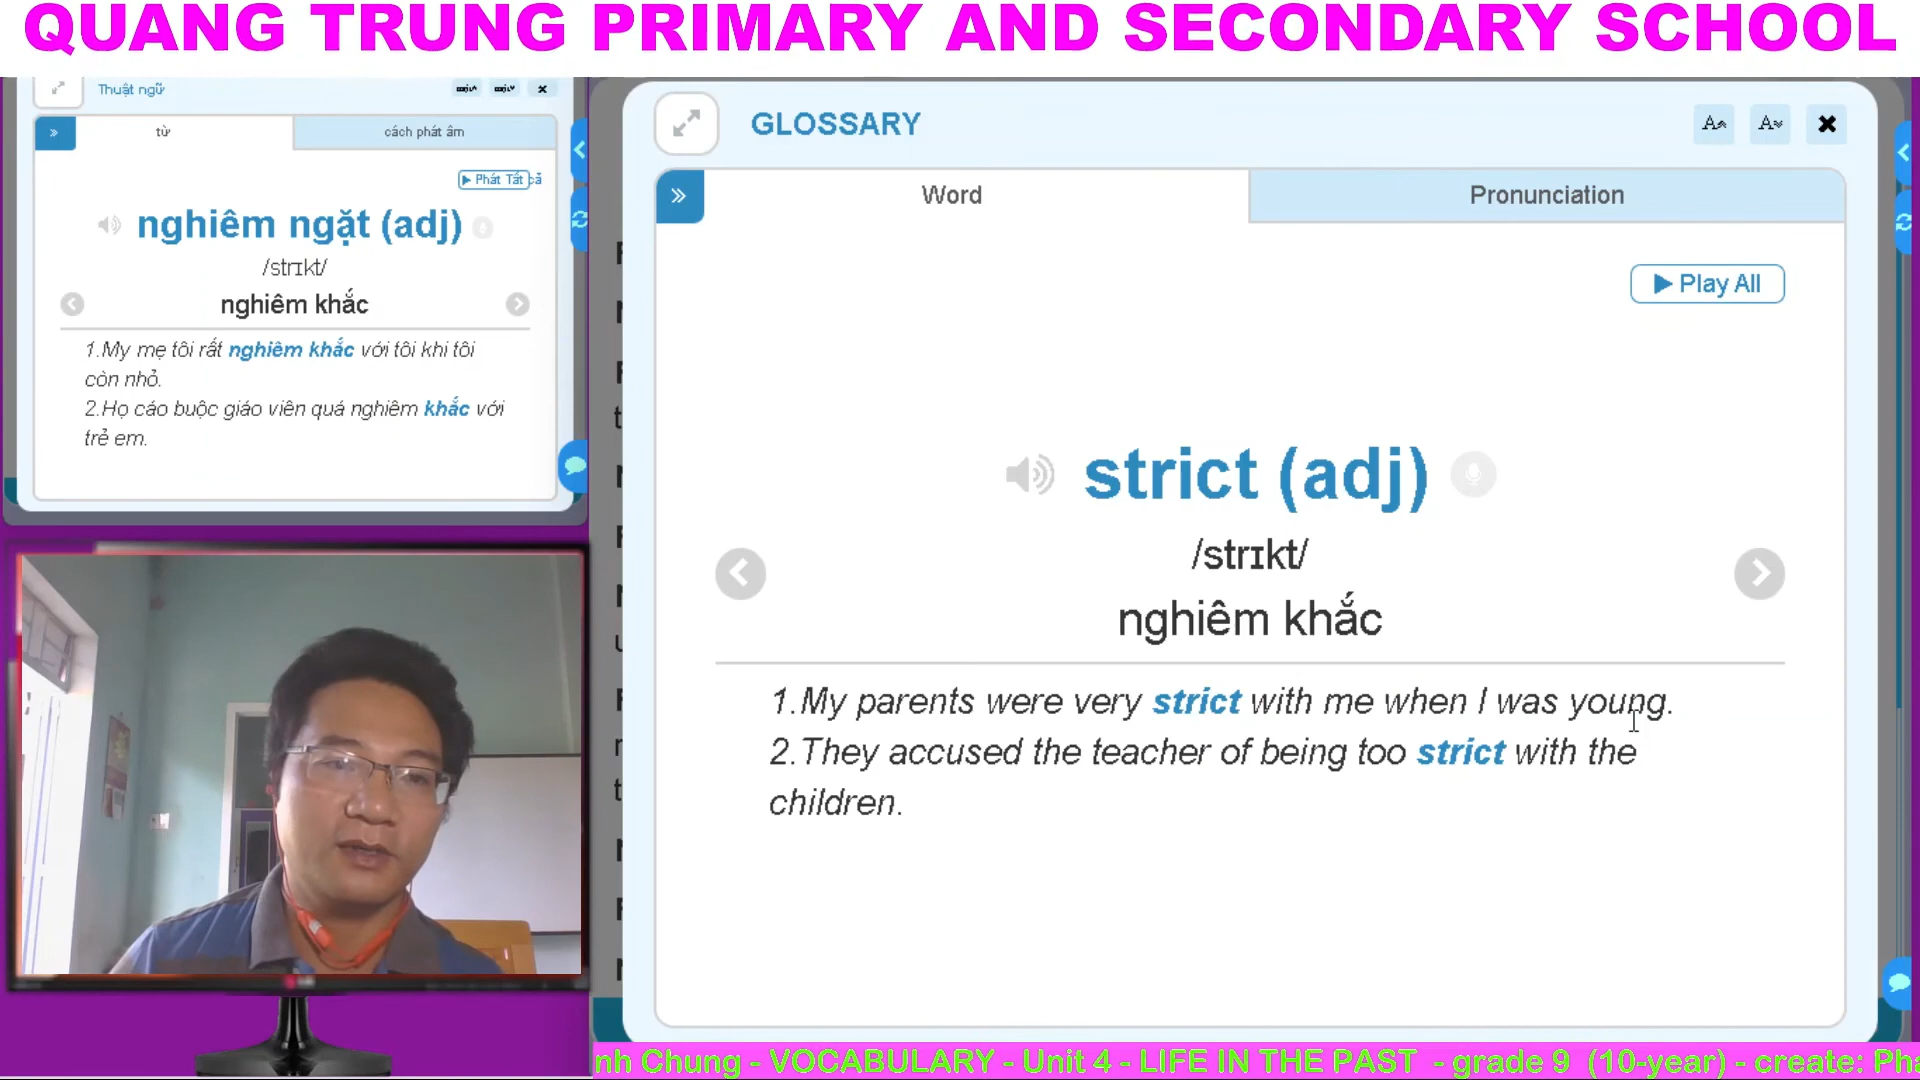 QUANG TRUNG PRIMARY AND SECONDARY SCHOOL
Thuật ngữ
từ
cách phát âm
Phát Tất cả
nghiêm ngặt (adj)
/strɪkt/
nghiêm khắc
1.My mẹ tôi rất nghiêm khắc với tôi khi tôi
còn nhỏ.
2.Họ cáo buộc giáo viên quá nghiêm khắc với
trẻ em.
GLOSSARY
A
A
Word
Pronunciation
Play All
strict (adj)
/strɪkt/
nghiêm khắc
1.My parents were very strict with me when I was young.
2.They accused the teacher of being too strict with the
children.
nh Chung - VOCABULARY - Unit 4 - LIFE IN THE PAST - grade 9 (10-year) - create: Pha